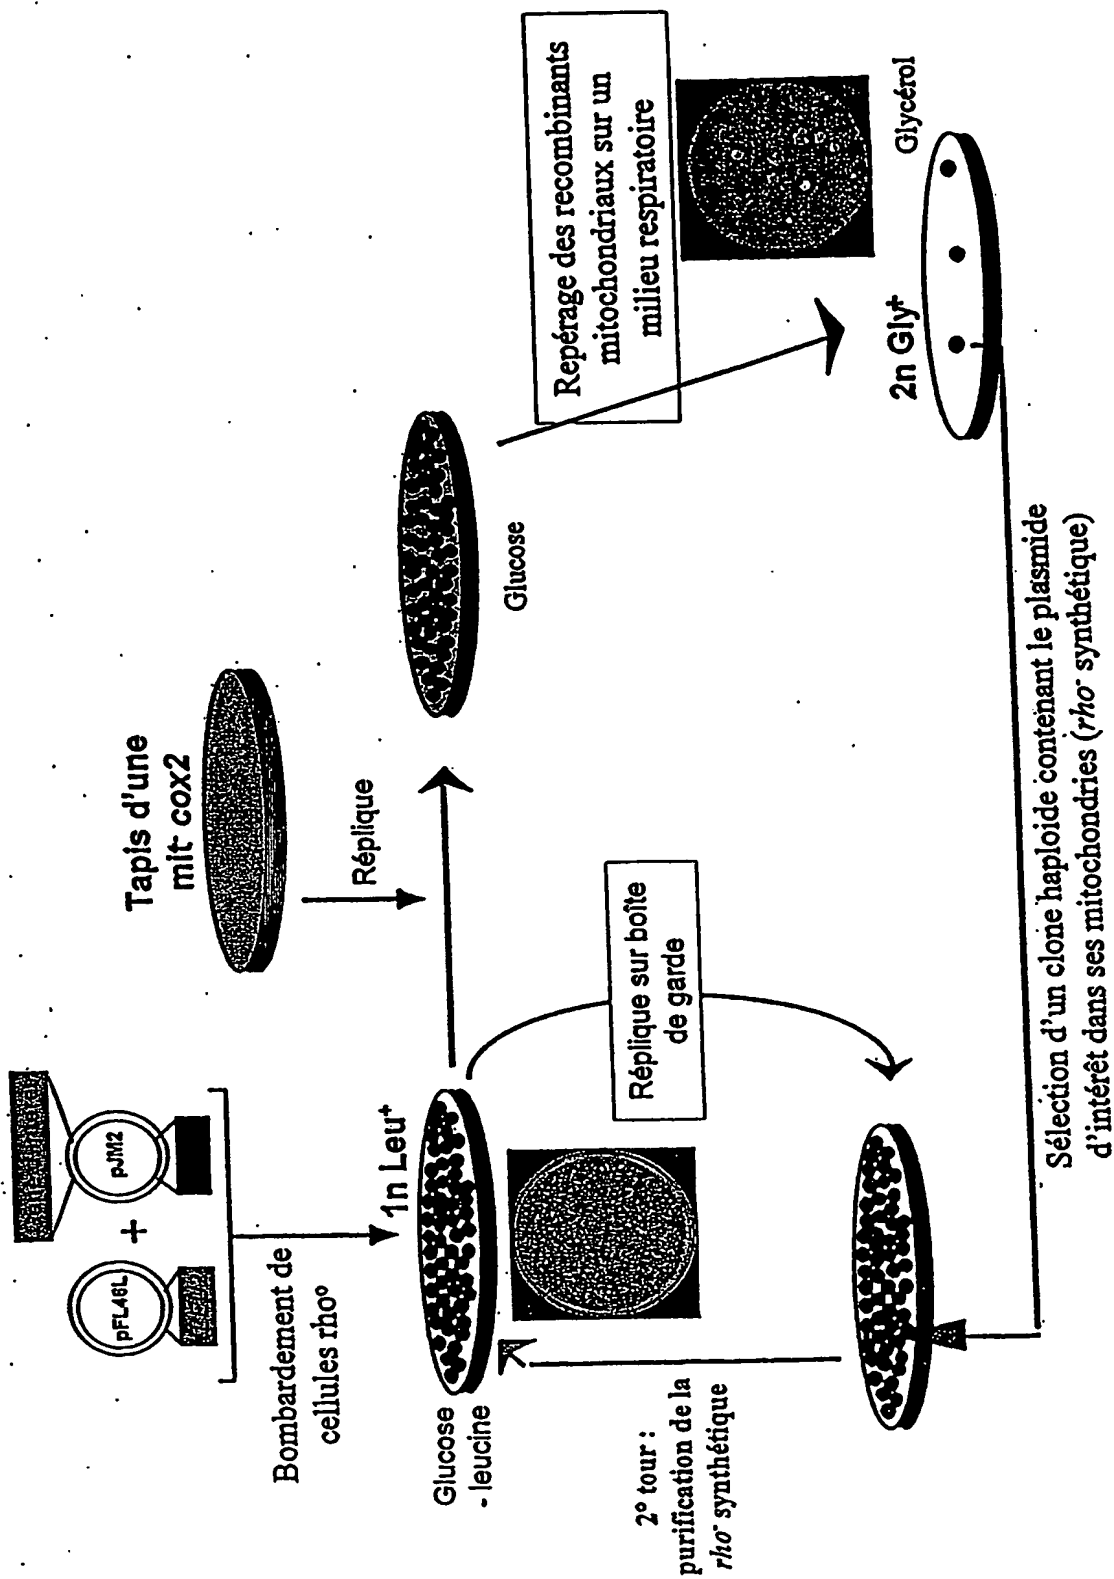 pFL46L
+
pJM2
Bombardement de
cellules rho°
Glucose
- leucine
1n Leu⁺
Tapis d'une
mit⁻ cox2
Réplique
Glucose
Repérage des recombinants
mitochondriaux sur un
milieu respiratoire
2n Gly⁺
Glycérol
Réplique sur boîte
de garde
2° tour :
purification de la
rho⁻ synthétique
Sélection d'un clone haploïde contenant le plasmide
d'intérêt dans ses mitochondries (rho⁻ synthétique)